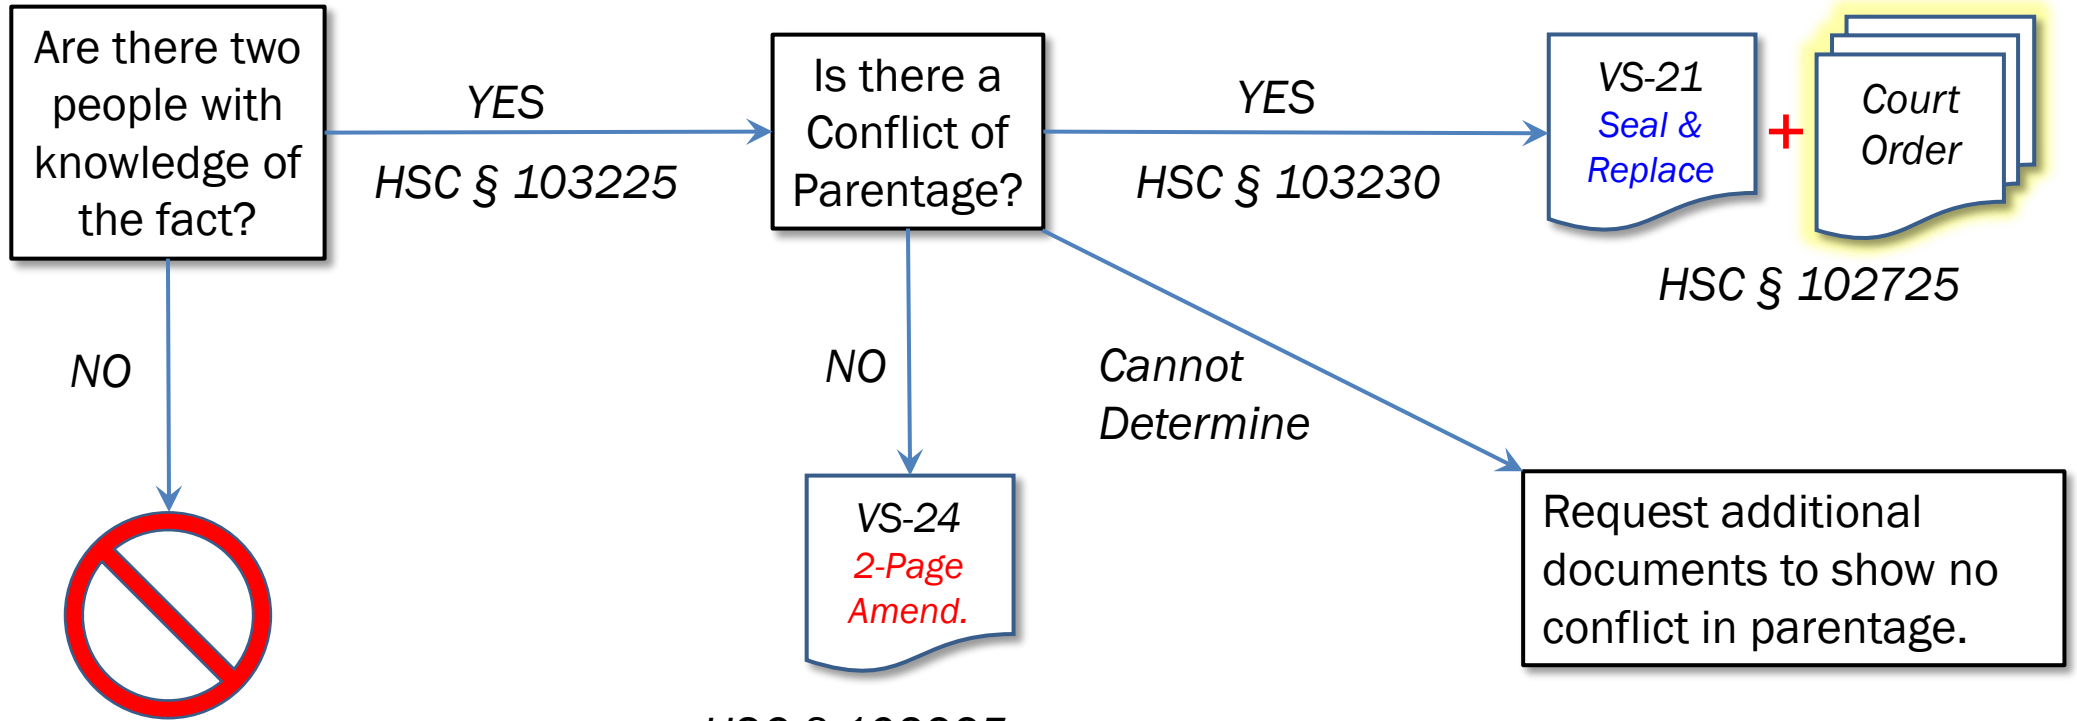 Are there two
people with
knowledge of
the fact?
YES
HSC § 103225
Is there a
Conflict of
Parentage?
YES
HSC § 103230
VS-21
Seal &
Replace
+
Court
Order
HSC § 102725
NO
NO
Cannot
Determine
VS-24
2-Page
Amend.
Request additional
documents to show no
conflict in parentage.